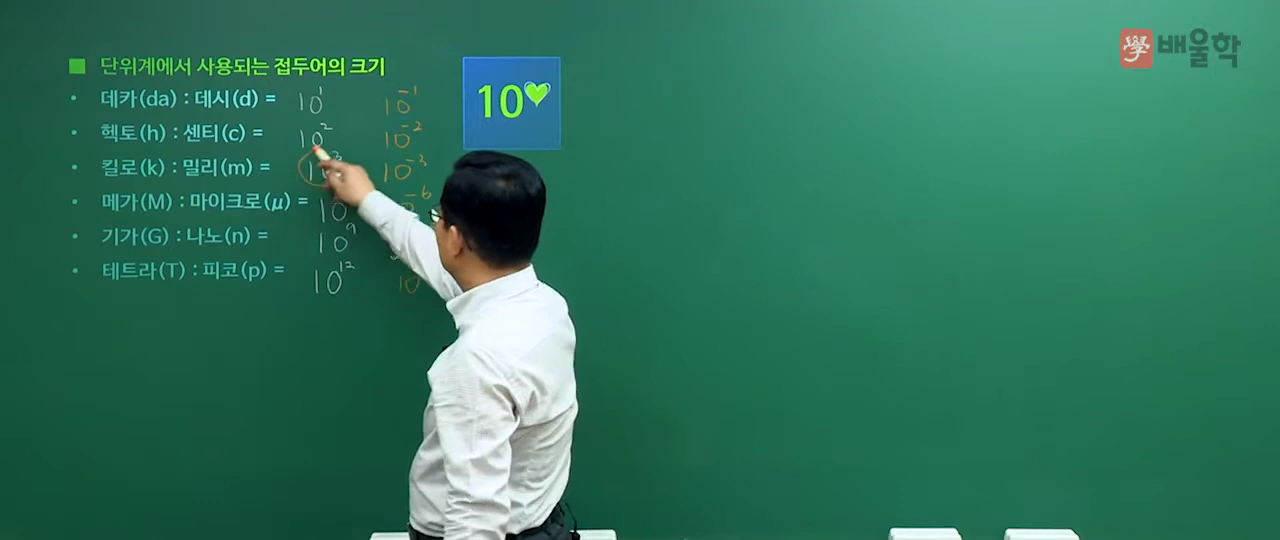 學 배울학
■ 단위계에서 사용되는 접두어의 크기
10
• 데카(da) : 데시(d) = 10¹ 10⁻¹
• 헥토(h) : 센티(c) = 10² 10⁻²
• 킬로(k) : 밀리(m) = 10⁻³
• 메가(M) : 마이크로(μ) = 10 ⁻⁶
• 기가(G) : 나노(n) = 10⁹
• 테트라(T) : 피코(p) = 10¹² 10